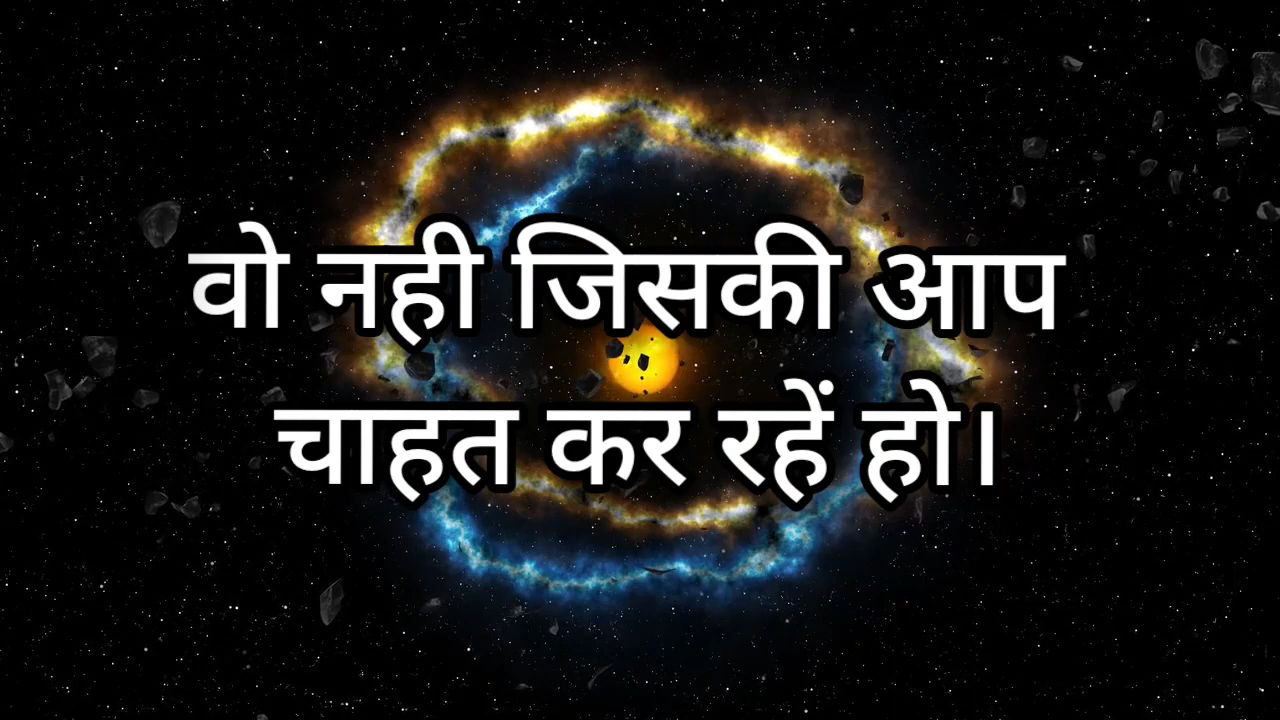 वो नही जिसकी आप
चाहत कर रहें हो।